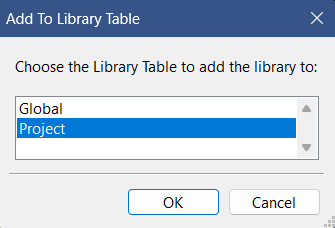 Add To Library Table
Choose the Library Table to add the library to:
Global
Project
OK
Cancel